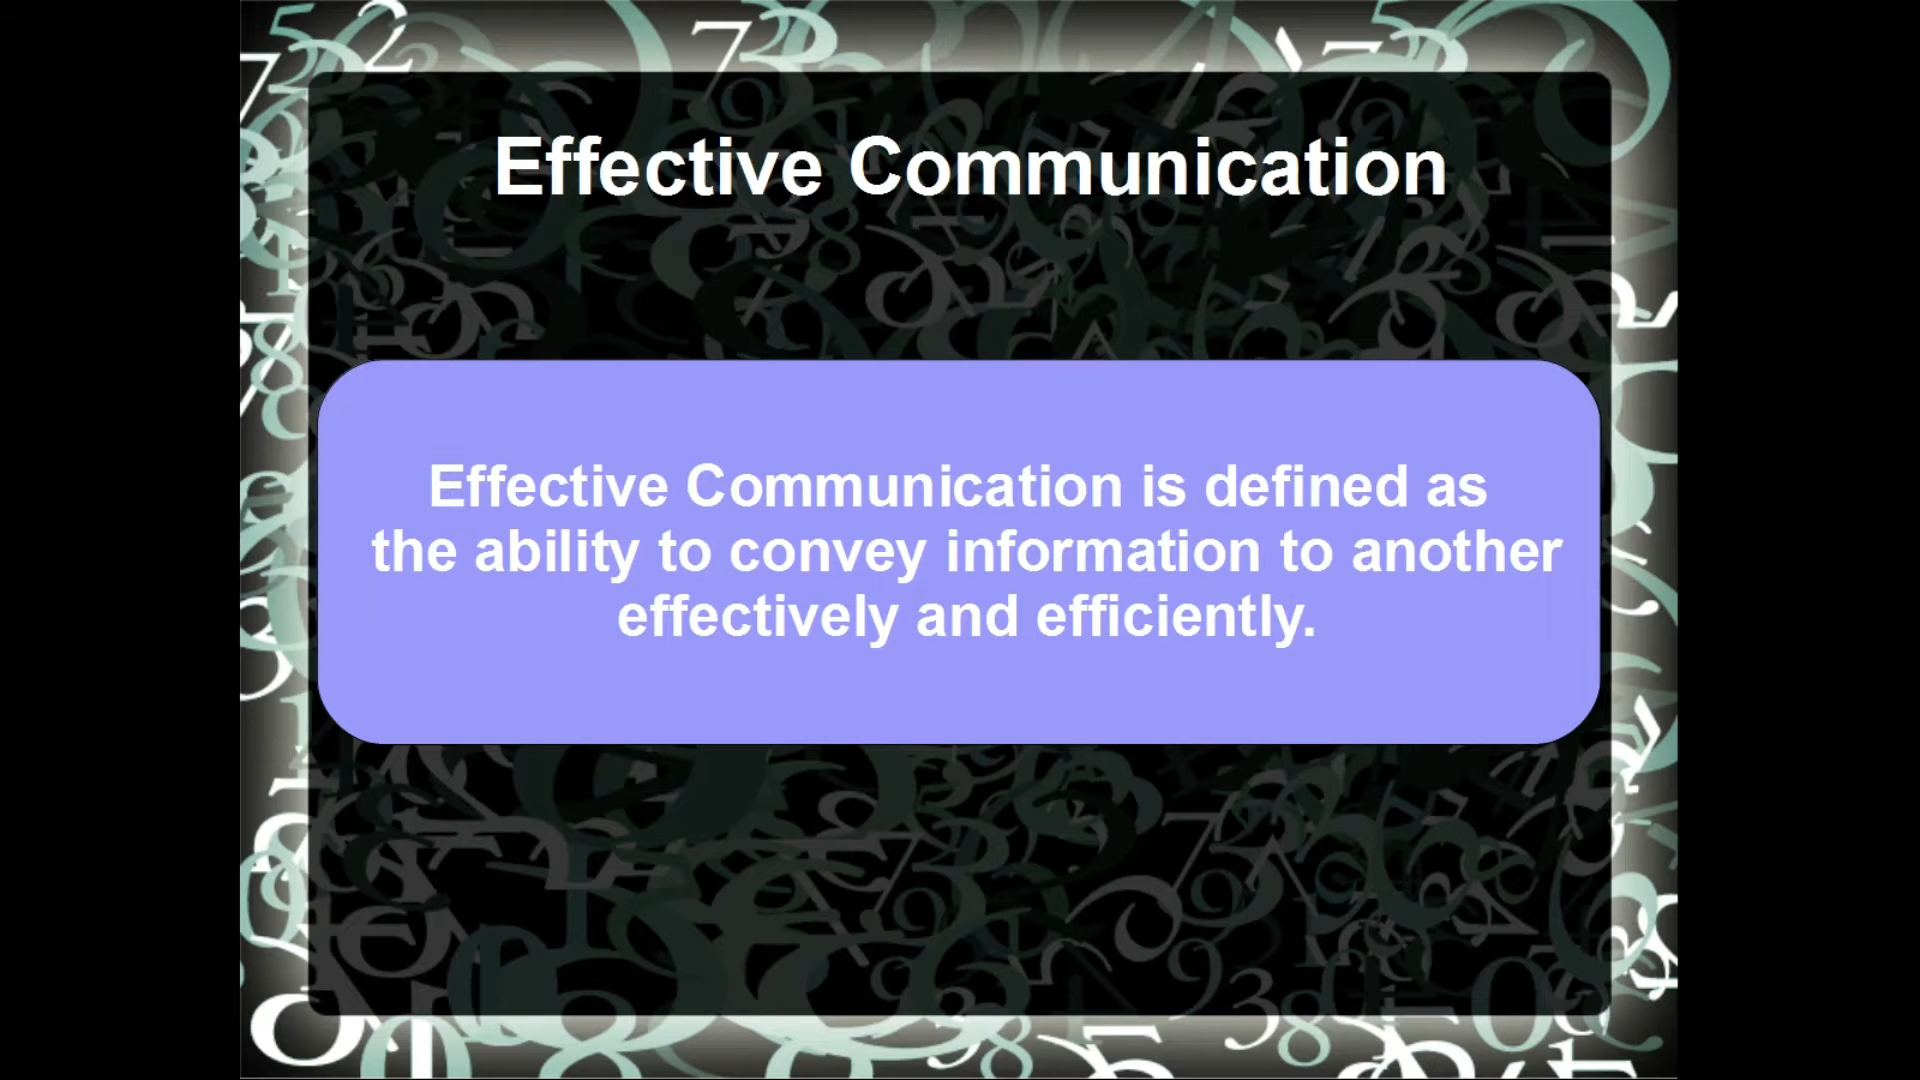 Effective Communication
Effective Communication is defined as
the ability to convey information to another
effectively and efficiently.